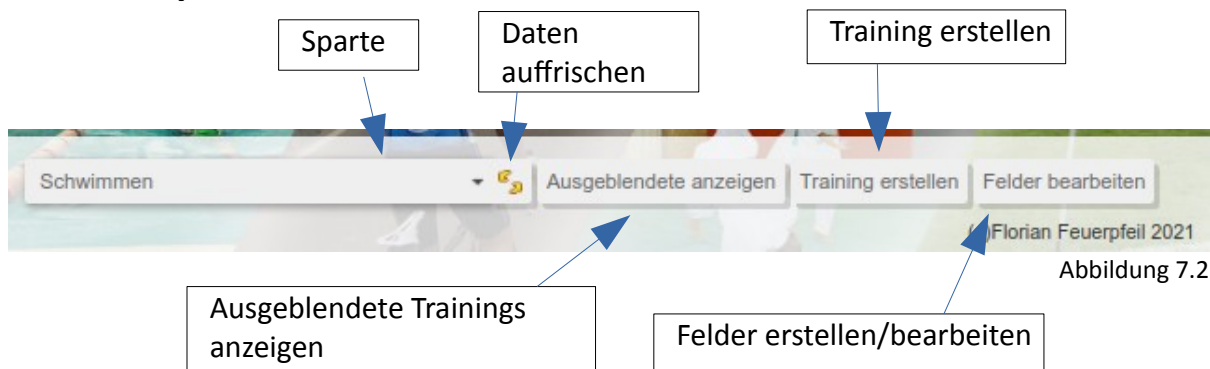 Sparte
Daten
auffrischen
Training erstellen
Schwimmen
Ausgeblendete anzeigen
Training erstellen
Felder bearbeiten
Florian Feuerpfeil 2021
Abbildung 7.2
Ausgeblendete Trainings
anzeigen
Felder erstellen/bearbeiten